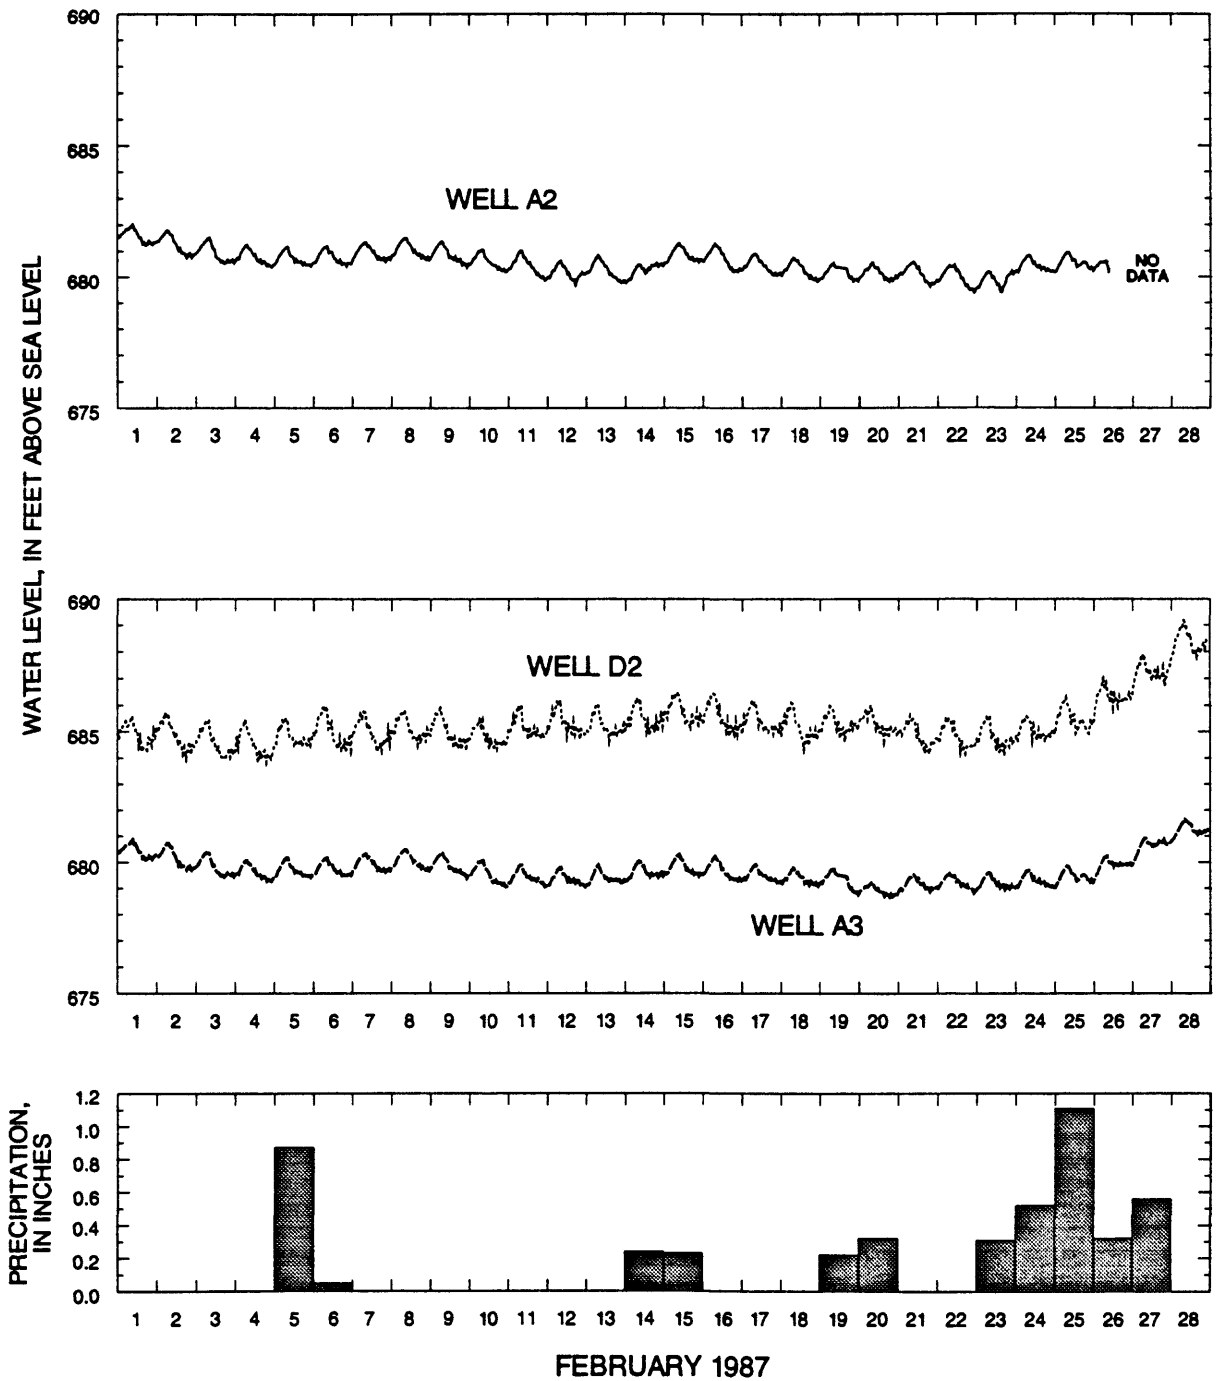 WATER LEVEL, IN FEET ABOVE SEA LEVEL
690
685
680
675
WELL A2
NO
DATA
1 2 3 4 5 6 7 8 9 10 11 12 13 14 15 16 17 18 19 20 21 22 23 24 25 26 27 28
690
685
680
675
WELL D2
WELL A3
1 2 3 4 5 6 7 8 9 10 11 12 13 14 15 16 17 18 19 20 21 22 23 24 25 26 27 28
PRECIPITATION,
IN INCHES
1.2
1.0
0.8
0.6
0.4
0.2
0.0
1 2 3 4 5 6 7 8 9 10 11 12 13 14 15 16 17 18 19 20 21 22 23 24 25 26 27 28
FEBRUARY 1987